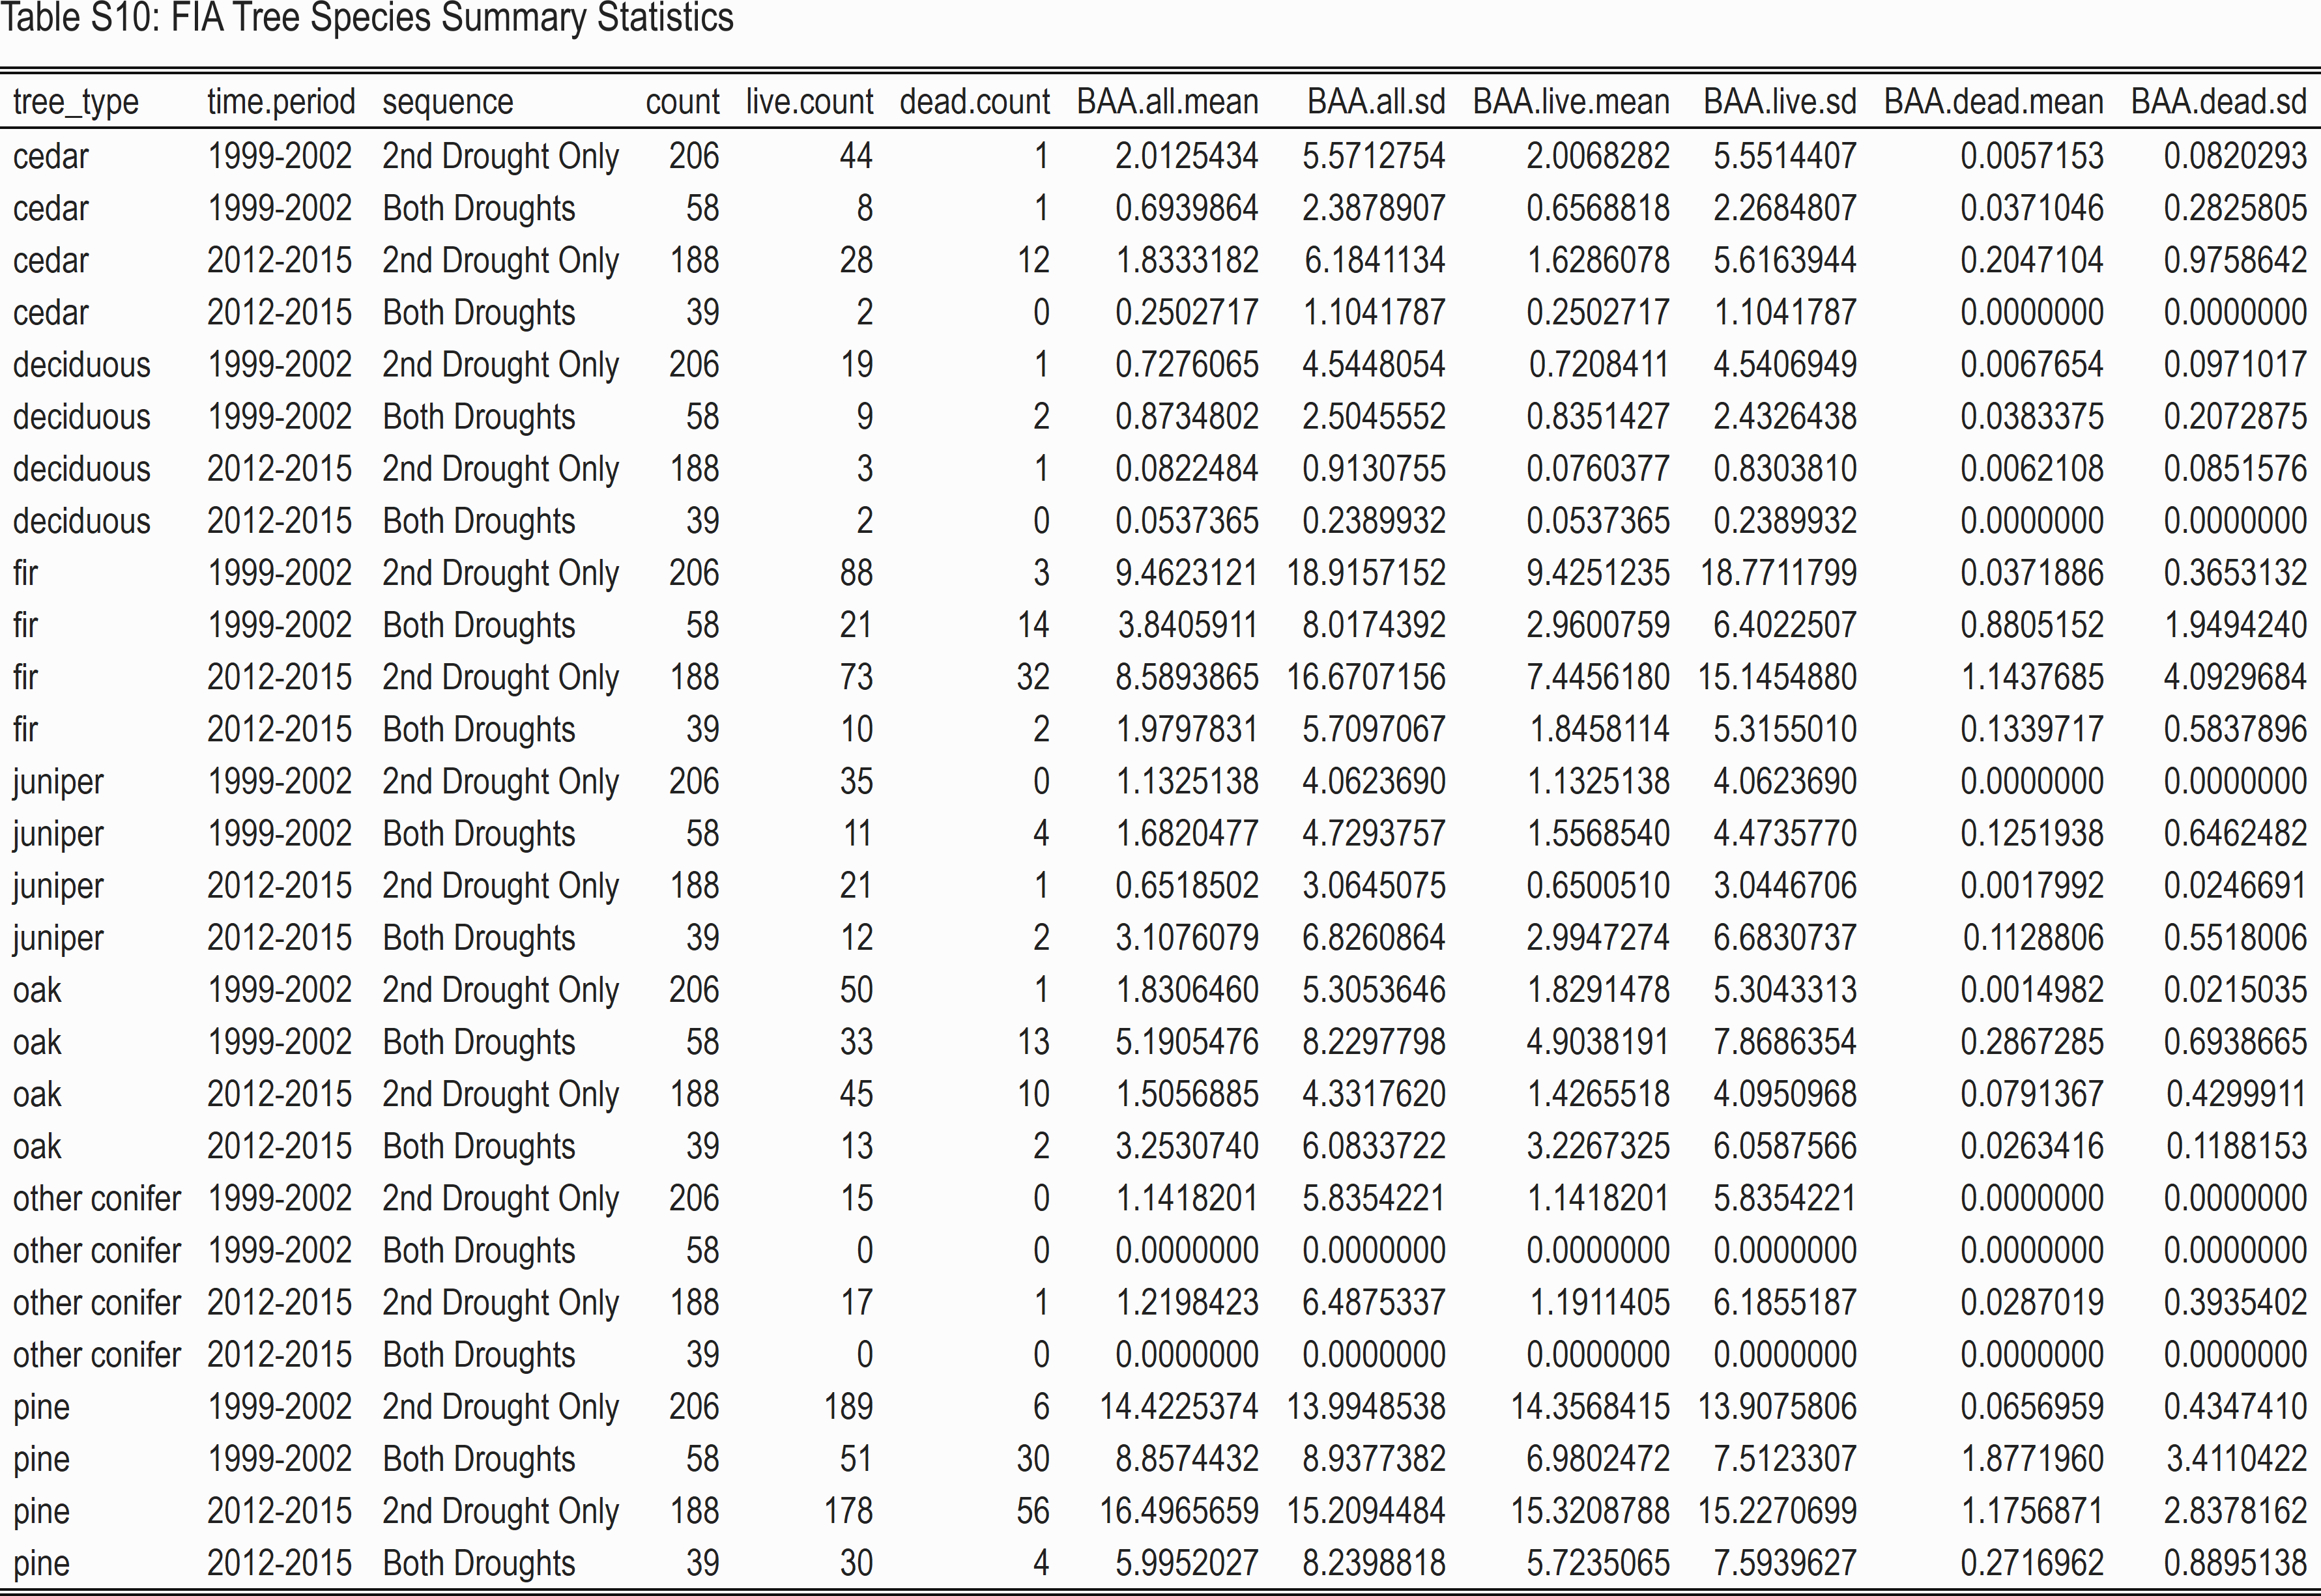 Table S10: FIA Tree Species Summary Statistics
tree_type time.period sequence count live.count dead.count BAA.all.mean BAA.all.sd BAA.live.mean BAA.live.sd BAA.dead.mean BAA.dead.sd
cedar 1999-2002 2nd Drought Only 206 44 1 2.0125434 5.5712754 2.0068282 5.5514407 0.0057153 0.0820293
cedar 1999-2002 Both Droughts 58 8 1 0.6939864 2.3878907 0.6568818 2.2684807 0.0371046 0.2825805
cedar 2012-2015 2nd Drought Only 188 28 12 1.8333182 6.1841134 1.6286078 5.6163944 0.2047104 0.9758642
cedar 2012-2015 Both Droughts 39 2 0 0.2502717 1.1041787 0.2502717 1.1041787 0.0000000 0.0000000
deciduous 1999-2002 2nd Drought Only 206 19 1 0.7276065 4.5448054 0.7208411 4.5406949 0.0067654 0.0971017
deciduous 1999-2002 Both Droughts 58 9 2 0.8734802 2.5045552 0.8351427 2.4326438 0.0383375 0.2072875
deciduous 2012-2015 2nd Drought Only 188 3 1 0.0822484 0.9130755 0.0760377 0.8303810 0.0062108 0.0851576
deciduous 2012-2015 Both Droughts 39 2 0 0.0537365 0.2389932 0.0537365 0.2389932 0.0000000 0.0000000
fir 1999-2002 2nd Drought Only 206 88 3 9.4623121 18.9157152 9.4251235 18.7711799 0.0371886 0.3653132
fir 1999-2002 Both Droughts 58 21 14 3.8405911 8.0174392 2.9600759 6.4022507 0.8805152 1.9494240
fir 2012-2015 2nd Drought Only 188 73 32 8.5893865 16.6707156 7.4456180 15.1454880 1.1437685 4.0929684
fir 2012-2015 Both Droughts 39 10 2 1.9797831 5.7097067 1.8458114 5.3155010 0.1339717 0.5837896
juniper 1999-2002 2nd Drought Only 206 35 0 1.1325138 4.0623690 1.1325138 4.0623690 0.0000000 0.0000000
juniper 1999-2002 Both Droughts 58 11 4 1.6820477 4.7293757 1.5568540 4.4735770 0.1251938 0.6462482
juniper 2012-2015 2nd Drought Only 188 21 1 0.6518502 3.0645075 0.6500510 3.0446706 0.0017992 0.0246691
juniper 2012-2015 Both Droughts 39 12 2 3.1076079 6.8260864 2.9947274 6.6830737 0.1128806 0.5518006
oak 1999-2002 2nd Drought Only 206 50 1 1.8306460 5.3053646 1.8291478 5.3043313 0.0014982 0.0215035
oak 1999-2002 Both Droughts 58 33 13 5.1905476 8.2297798 4.9038191 7.8686354 0.2867285 0.6938665
oak 2012-2015 2nd Drought Only 188 45 10 1.5056885 4.3317620 1.4265518 4.0950968 0.0791367 0.4299911
oak 2012-2015 Both Droughts 39 13 2 3.2530740 6.0833722 3.2267325 6.0587566 0.0263416 0.1188153
other conifer 1999-2002 2nd Drought Only 206 15 0 1.1418201 5.8354221 1.1418201 5.8354221 0.0000000 0.0000000
other conifer 1999-2002 Both Droughts 58 0 0 0.0000000 0.0000000 0.0000000 0.0000000 0.0000000 0.0000000
other conifer 2012-2015 2nd Drought Only 188 17 1 1.2198423 6.4875337 1.1911405 6.1855187 0.0287019 0.3935402
other conifer 2012-2015 Both Droughts 39 0 0 0.0000000 0.0000000 0.0000000 0.0000000 0.0000000 0.0000000
pine 1999-2002 2nd Drought Only 206 189 6 14.4225374 13.9948538 14.3568415 13.9075806 0.0656959 0.4347410
pine 1999-2002 Both Droughts 58 51 30 8.8574432 8.9377382 6.9802472 7.5123307 1.8771960 3.4110422
pine 2012-2015 2nd Drought Only 188 178 56 16.4965659 15.2094484 15.3208788 15.2270699 1.1756871 2.8378162
pine 2012-2015 Both Droughts 39 30 4 5.9952027 8.2398818 5.7235065 7.5939627 0.2716962 0.8895138